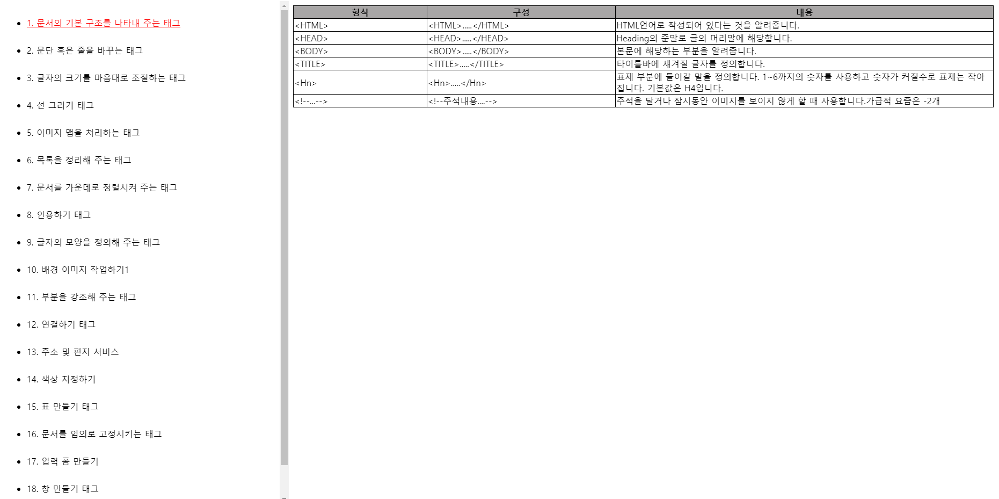 1. 문서의 기본 구조를 나타내 주는 태그
2. 문단 혹은 줄을 바꾸는 태그
3. 글자의 크기를 마음대로 조절하는 태그
4. 선 그리기 태그
5. 이미지 맵을 처리하는 태그
6. 목록을 정리해 주는 태그
7. 문서를 가운데로 정렬시켜 주는 태그
8. 인용하기 태그
9. 글자의 모양을 정의해 주는 태그
10. 배경 이미지 작업하기1
11. 부분을 강조해 주는 태그
12. 연결하기 태그
13. 주소 및 편지 서비스
14. 색상 지정하기
15. 표 만들기 태그
16. 문서를 임의로 고정시키는 태그
17. 입력 폼 만들기
18. 창 만들기 태그
형식 구성 내용
<HTML> <HTML>.....</HTML> HTML언어로 작성되어 있다는 것을 알려줍니다.
<HEAD> <HEAD>.....</HEAD> Heading의 준말로 글의 머리말에 해당합니다.
<BODY> <BODY>.....</BODY> 본문에 해당하는 부분을 알려줍니다.
<TITLE> <TITLE>.....</TITLE> 타이틀바에 새겨질 글자를 정의합니다.
<Hn> <Hn>.....</Hn> 표제 부분에 들어갈 말을 정의합니다. 1~6까지의 숫자를 사용하고 숫자가 커질수로 표제는 작아
집니다. 기본값은 H4입니다.
<!--...--> <!--주석내용....--> 주석을 달거나 잠시동안 이미지를 보이지 않게 할 때 사용합니다.가급적 요즘은 -2개